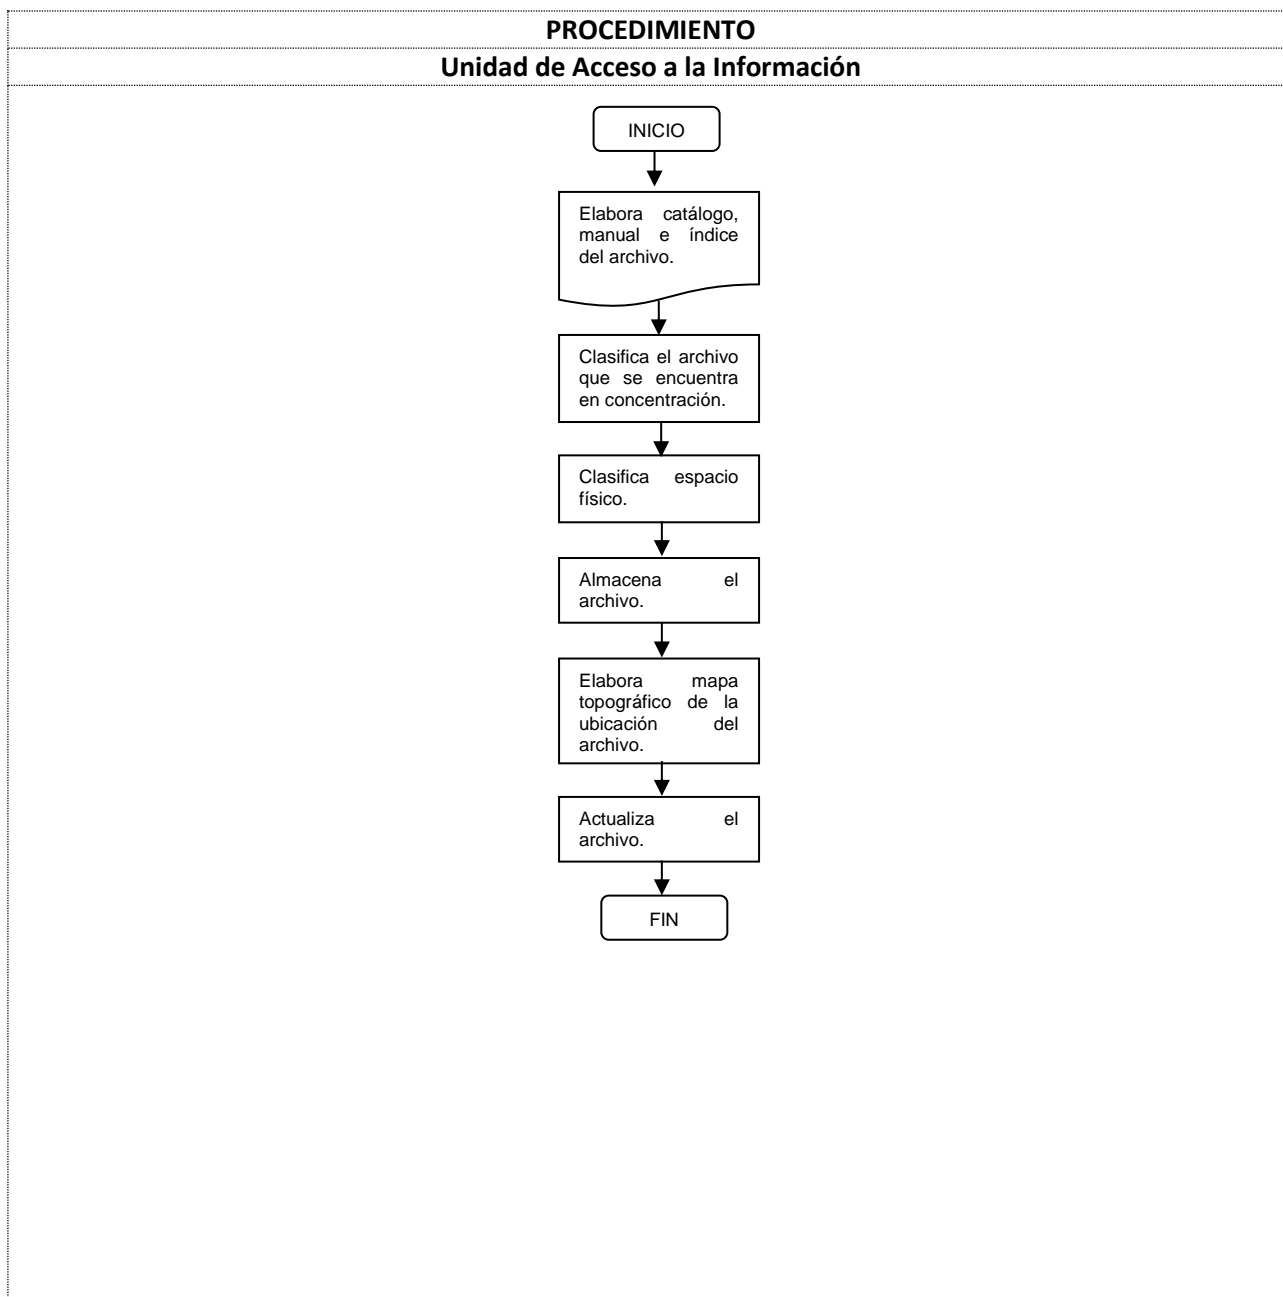 PROCEDIMIENTO
Unidad de Acceso a la Información
INICIO
Elabora catálogo,
manual e índice
del archivo.
Clasifica el archivo
que se encuentra
en concentración.
Clasifica espacio
físico.
Almacena el
archivo.
Elabora mapa
topográfico de la
ubicación del
archivo.
Actualiza el
archivo.
FIN